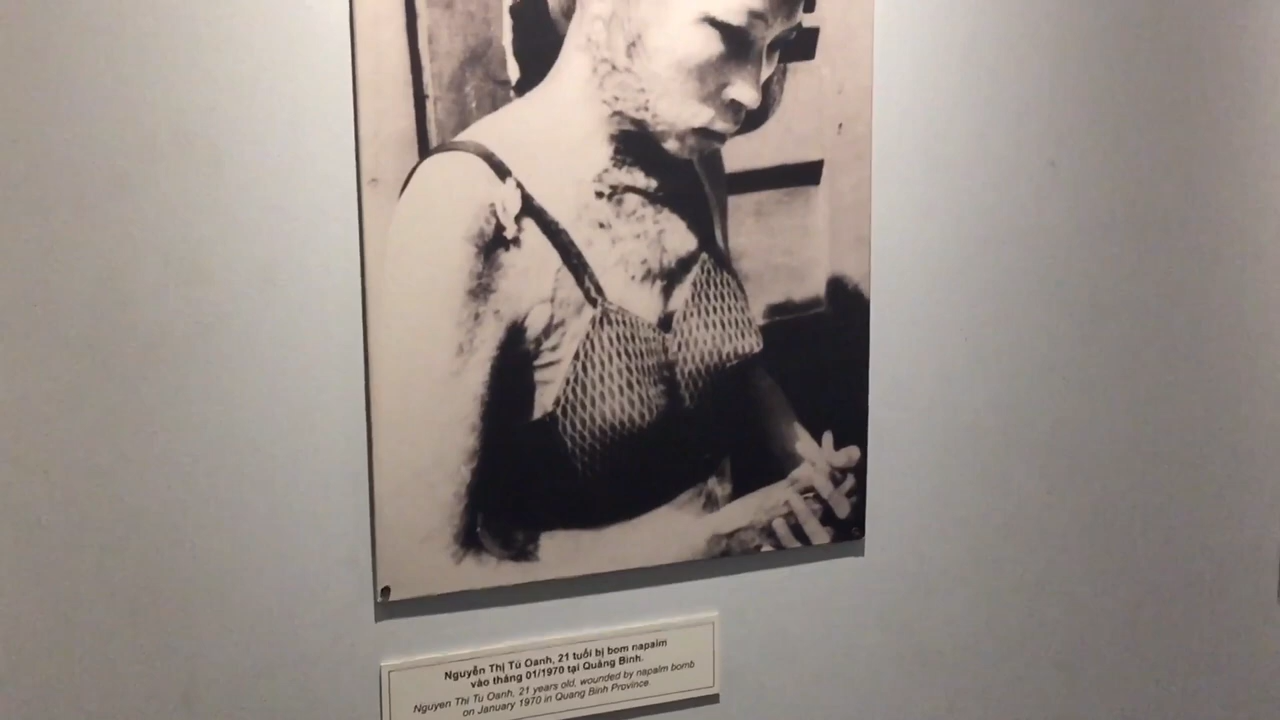 Nguyễn Thị Tú Oanh, 21 tuổi bị bom napalm
vào tháng 01/1970 tại Quảng Bình.
Nguyen Thi Tu Oanh, 21 years old, wounded by napalm bomb
on January 1970 in Quang Binh Province.